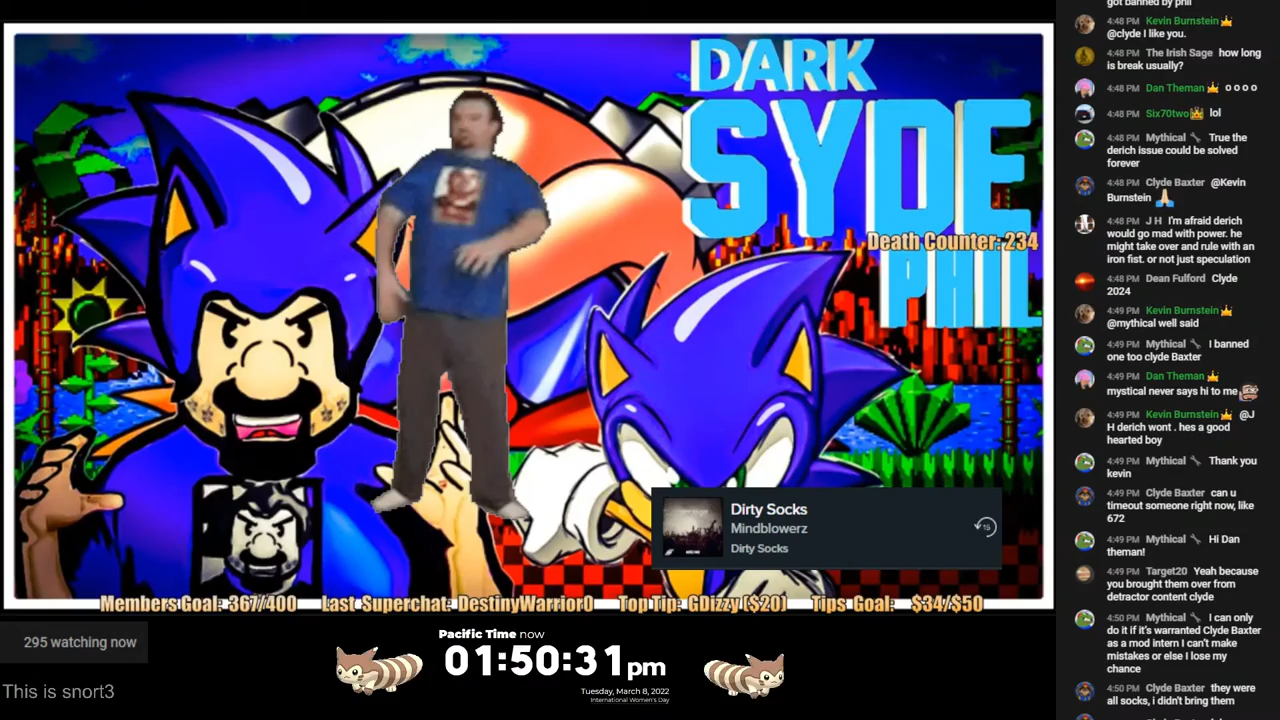 DARK
SYDE
Death Counter: 234
PHIL
Dirty Socks
Mindblowerz
Dirty Socks
15
Members Goal: 367/400 Last Superchat: DestinyWarrior0 Top Tip: GDizzy ($20) Tips Goal: $34/$50
295 watching now
This is snort3
Pacific Time now
01:50:31pm
Tuesday, March 8, 2022
International Women's Day
got banned by phil
4:48 PM Kevin Burnstein
@clyde I like you.
4:48 PM The Irish Sage how long
is break usually?
4:48 PM Dan Theman o o o o
4:48 PM Six70two lol
4:48 PM Mythical True the
derich issue could be solved
forever
4:48 PM Clyde Baxter @Kevin
Burnstein
4:48 PM J H I'm afraid derich
would go mad with power. he
might take over and rule with an
iron fist. or not just speculation
4:48 PM Dean Fulford Clyde
2024
4:49 PM Kevin Burnstein
@mythical well said
4:49 PM Mythical I banned
one too clyde Baxter
4:49 PM Dan Theman
mystical never says hi to me
4:49 PM Kevin Burnstein @J
H derich wont . hes a good
hearted boy
4:49 PM Mythical Thank you
kevin
4:49 PM Clyde Baxter can u
timeout someone right now, like
672
4:49 PM Mythical Hi Dan
theman!
4:49 PM Target20 Yeah because
you brought them over from
detractor content clyde
4:50 PM Mythical I can only
do it if it's warranted Clyde Baxter
as a mod intern I can't make
mistakes or else I lose my
chance
4:50 PM Clyde Baxter they were
all socks, i didn't bring them